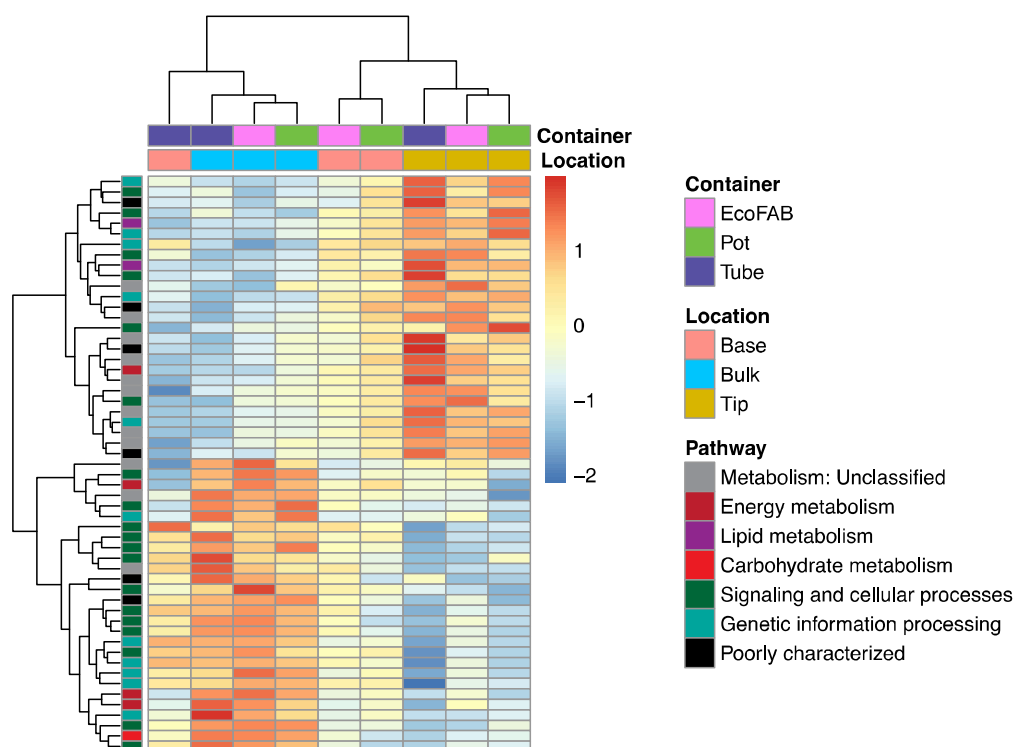 Container
Location
1
0
−1
−2
Container
EcoFAB
Pot
Tube
Location
Base
Bulk
Tip
Pathway
Metabolism: Unclassified
Energy metabolism
Lipid metabolism
Carbohydrate metabolism
Signaling and cellular processes
Genetic information processing
Poorly characterized